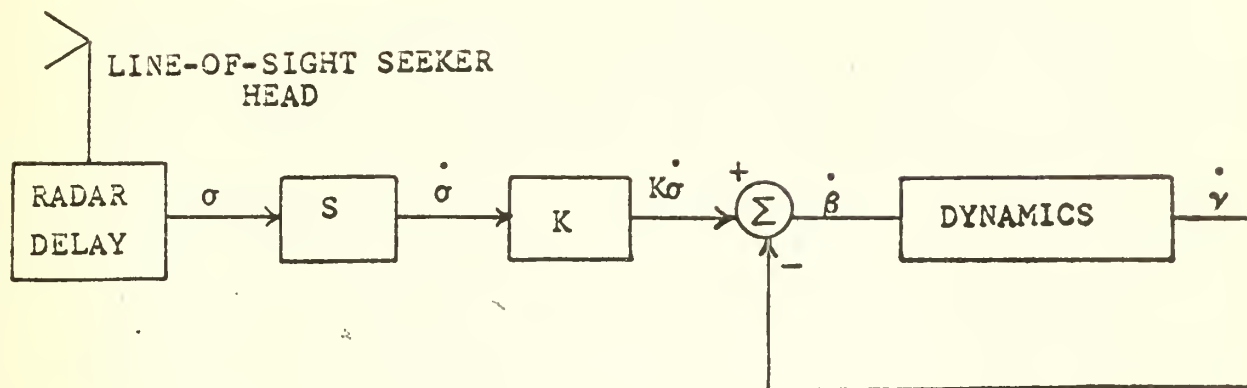 LINE-OF-SIGHT SEEKER
HEAD
RADAR
DELAY
σ
S
σ̇
K
Kσ̇
+
Σ
−
β̇
DYNAMICS
γ̇